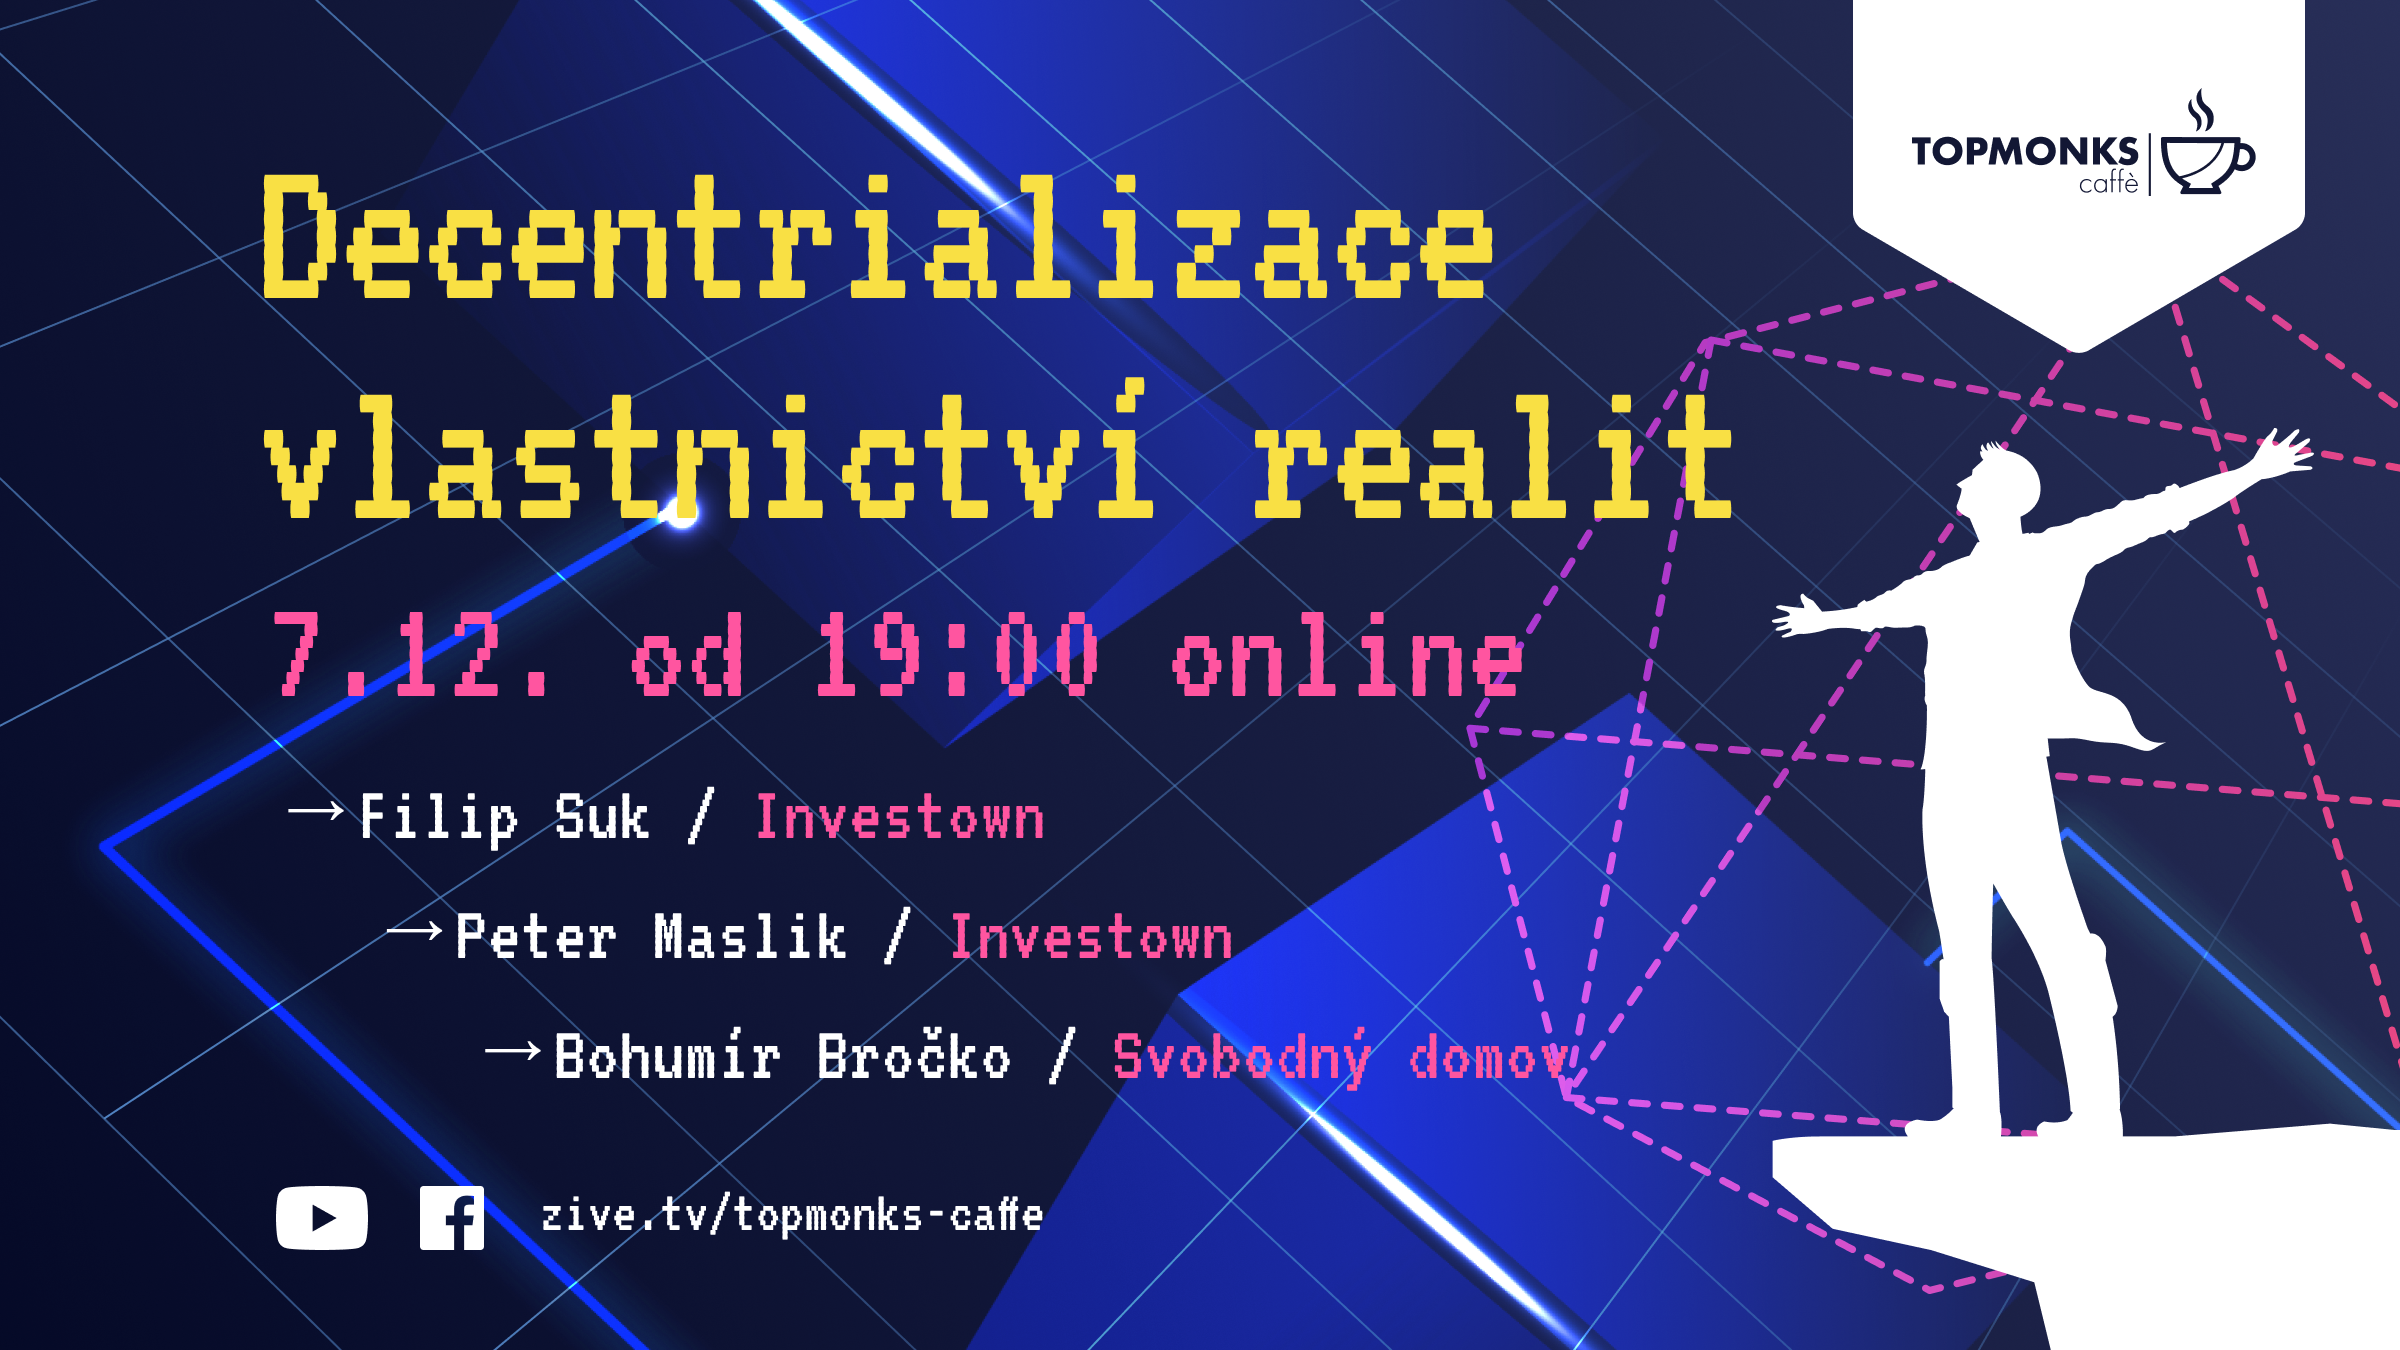 TOPMONKS
caffè
Decentrializace
vlastnictví realit
7.12. od 19:00 online
→Filip Suk / Investown
→Peter Maslik / Investown
→Bohumír Bročko / Svobodný domov
zive.tv/topmonks-caffe